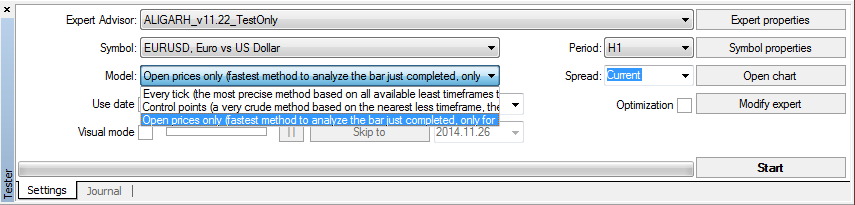 Expert Advisor: ALIGARH_v11.22_TestOnly Expert properties
Symbol: EURUSD, Euro vs US Dollar Period: H1 Symbol properties
Model: Open prices only (fastest method to analyze the bar just completed, only Spread: Current Open chart
Every tick (the most precise method based on all available least timeframes t
Use date Control points (a very crude method based on the nearest less timeframe, the Optimization Modify expert
Open prices only (fastest method to analyze the bar just completed, only for
Visual mode Skip to 2014.11.26
Start
Tester
Settings Journal